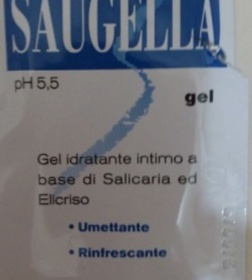 SAUGELLA
pH 5,5
gel
Gel idratante intimo a
base di Salicaria ed
Elicriso
• Umettante
• Rinfrescante